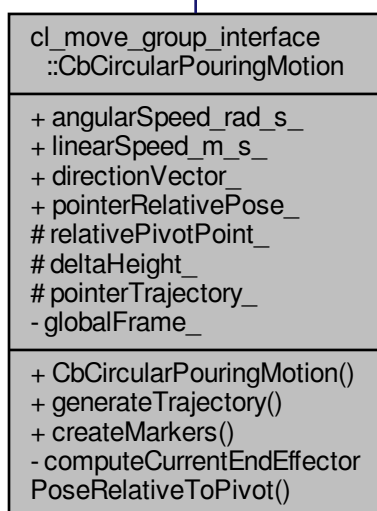 cl_move_group_interface
::CbCircularPouringMotion
+ angularSpeed_rad_s_
+ linearSpeed_m_s_
+ directionVector_
+ pointerRelativePose_
# relativePivotPoint_
# deltaHeight_
# pointerTrajectory_
- globalFrame_
+ CbCircularPouringMotion()
+ generateTrajectory()
+ createMarkers()
- computeCurrentEndEffector
PoseRelativeToPivot()